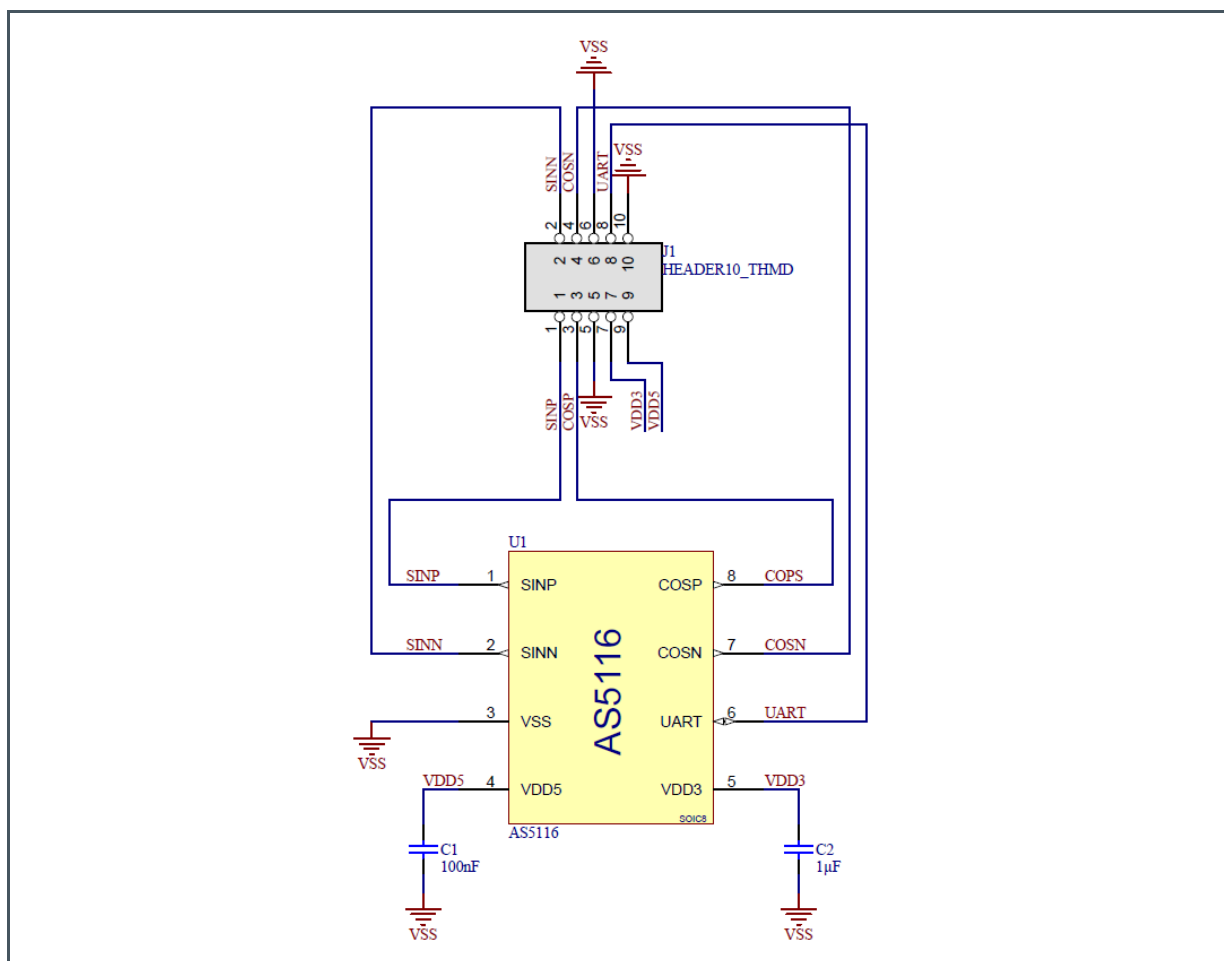 VSS
SINN
COSN
UART
VSS
2
4
6
8
10
J1
HEADER10_THMD
2
4
6
8
10
1
3
5
7
9
1
3
5
7
9
SINP
COSP
VSS
VDD3
VDD5
U1
SINP
1
SINP
COSP
8
COPS
SINN
2
SINN
COSN
7
COSN
3
VSS
UART
6
UART
VSS
VDD5
4
VDD5
VDD3
5
VDD3
AS5116
SOIC8
AS5116
C1
100nF
C2
1µF
VSS
VSS